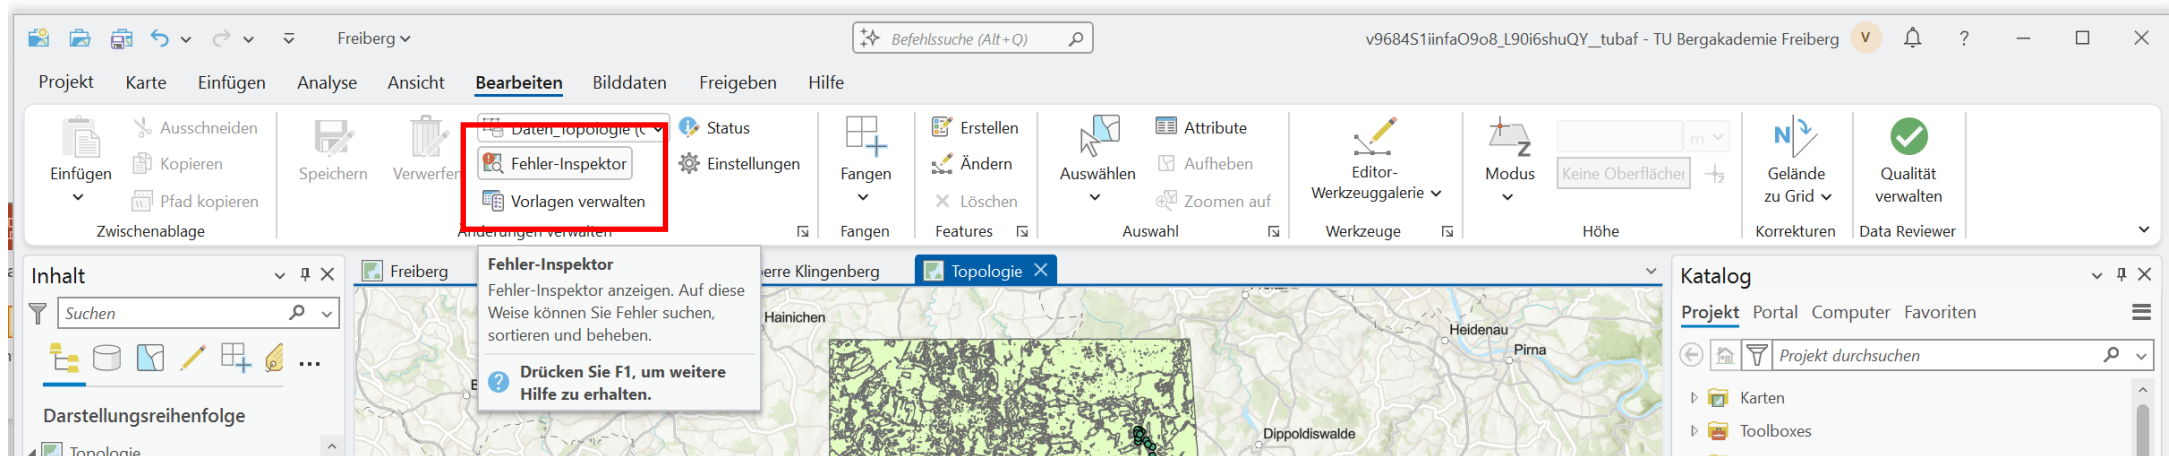 Freiberg
Befehlssuche (Alt+Q)
v9684S1iinfaO9o8_L90i6shuQY__tubaf - TU Bergakademie Freiberg
V
?
Projekt Karte Einfügen Analyse Ansicht Bearbeiten Bilddaten Freigeben Hilfe
Einfügen
Ausschneiden
Kopieren
Pfad kopieren
Zwischenablage
Speichern
Verwerfen
Daten_Topologie (
Fehler-Inspektor
Vorlagen verwalten
Status
Einstellungen
Änderungen verwalten
Fangen
Fangen
Erstellen
Ändern
Löschen
Features
Auswählen
Attribute
Aufheben
Zoomen auf
Auswahl
Editor-
Werkzeuggalerie
Werkzeuge
Modus
Z
m
Keine Oberflächen
Höhe
N
Gelände
zu Grid
Korrekturen
Qualität
verwalten
Data Reviewer
Inhalt
Suchen
Darstellungsreihenfolge
Topologie
Freiberg
erre Klingenberg
Topologie
Fehler-Inspektor
Fehler-Inspektor anzeigen. Auf diese
Weise können Sie Fehler suchen,
sortieren und beheben.
Drücken Sie F1, um weitere
Hilfe zu erhalten.
Hainichen
Heidenau
Pirna
Dippoldiswalde
Katalog
Projekt Portal Computer Favoriten
Projekt durchsuchen
Karten
Toolboxes